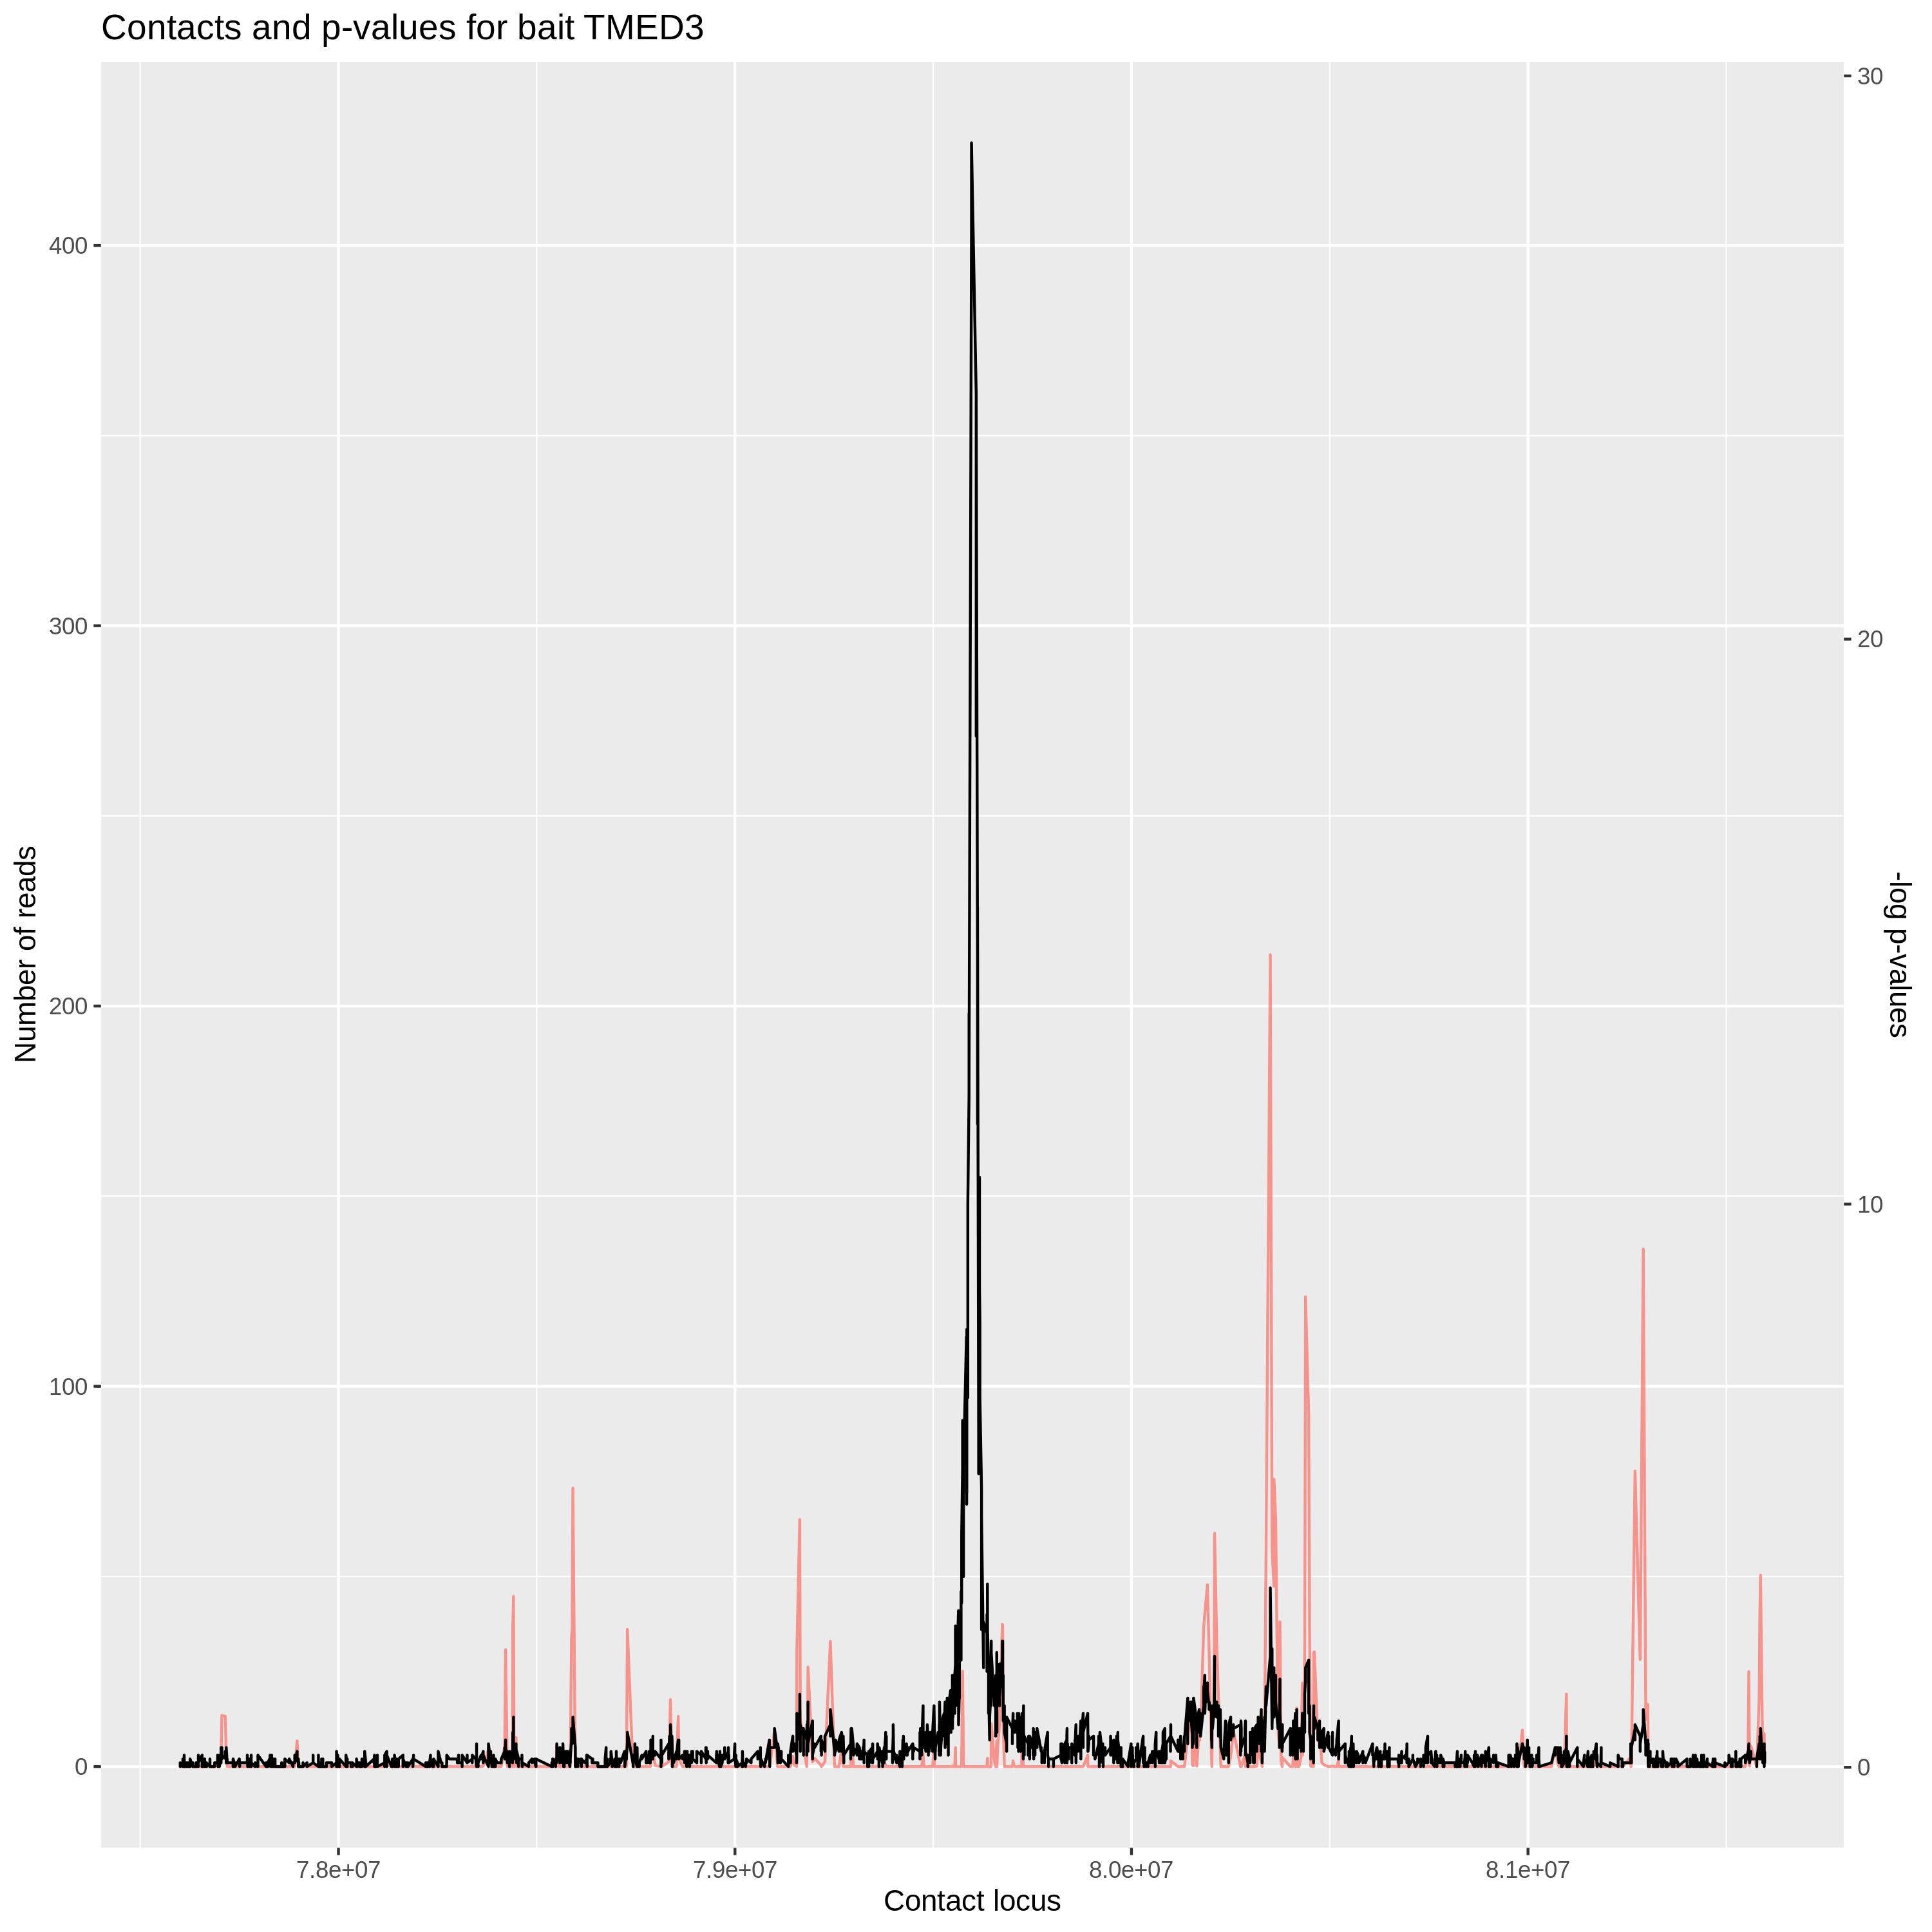 Contacts and p-values for bait TMED3
30
400
300
20
Number of reads
-log p-values
200
10
100
0
0
7.8e+07
7.9e+07
8.0e+07
8.1e+07
Contact locus